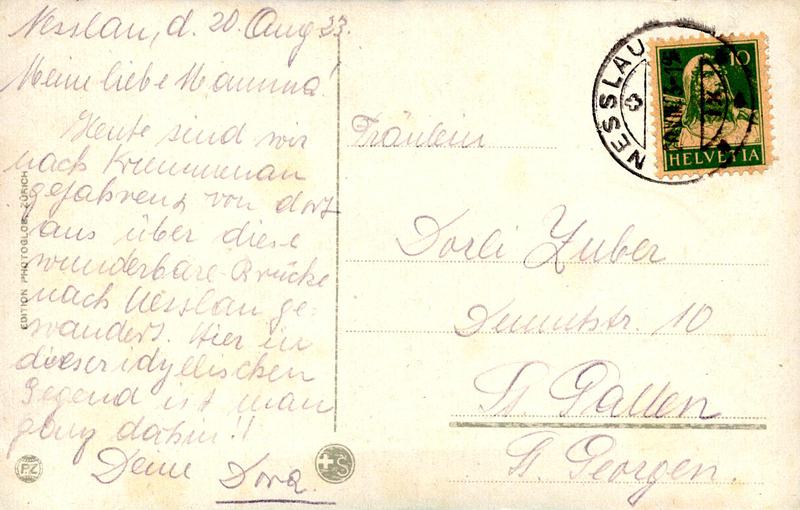 Nesslau, d. 20. Aug 33.
Meine liebe Mamma!
Heute sind wir
nach Krummenau
gefahren & von dort
aus über diese
wunderbare Brücke
nach Nesslau ge-
wandert. Hier in
dieser idyllischen
Gegend ist man
ganz dahin!!
Deine Dora.
EDITION PHOTOGLOB, ZÜRICH
PZ
S
Fräulein
Dorli Zuber
10
St. Gallen
St. Georgen.
NESSLAU
10
HELVETIA